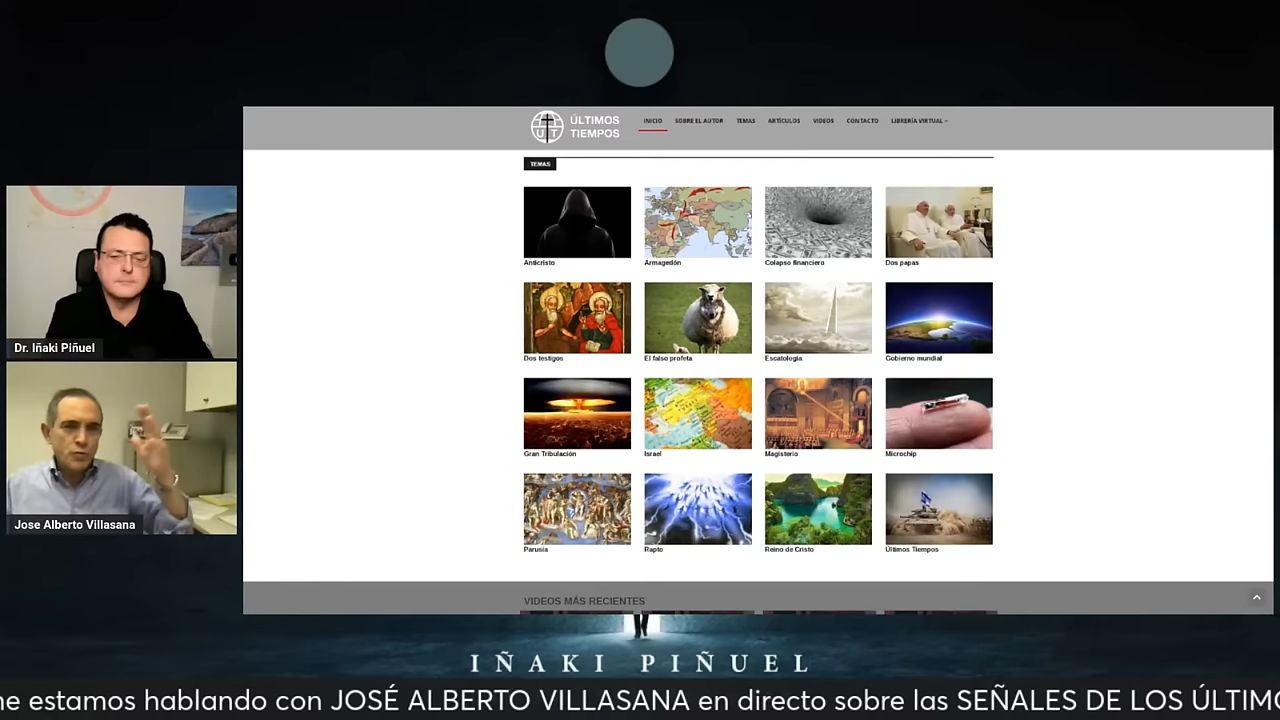 ÚLTIMOS
TIEMPOS
UT
INICIO SOBRE EL AUTOR TEMAS ARTÍCULOS VIDEOS CONTACTO LIBRERÍA VIRTUAL
TEMAS
Anticristo Armagedón Colapso financiero Dos papas
Dos testigos El falso profeta Escatología Gobierno mundial
Gran Tribulación Israel Magisterio Microchip
Parusía Rapto Reino de Cristo Últimos Tiempos
VIDEOS MÁS RECIENTES
Dr. Iñaki Piñuel
Jose Alberto Villasana
IÑAKI PIÑUEL
he estamos hablando con JOSÉ ALBERTO VILLASANA en directo sobre las SEÑALES DE LOS ÚLTIMO